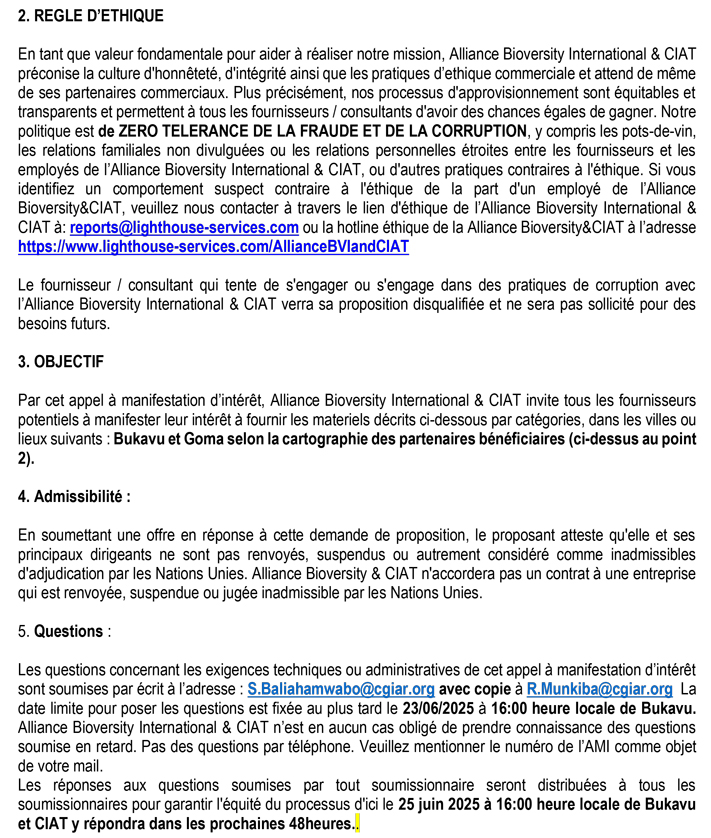 2. REGLE D'ETHIQUE
En tant que valeur fondamentale pour aider à réaliser notre mission, Alliance Bioversity International & CIAT
préconise la culture d'honnêteté, d'intégrité ainsi que les pratiques d'ethique commerciale et attend de même
de ses partenaires commerciaux. Plus précisément, nos processus d'approvisionnement sont équitables et
transparents et permettent à tous les fournisseurs / consultants d'avoir des chances égales de gagner. Notre
politique est de ZERO TELERANCE DE LA FRAUDE ET DE LA CORRUPTION, y compris les pots-de-vin,
les relations familiales non divulguées ou les relations personnelles étroites entre les fournisseurs et les
employés de l'Alliance Bioversity International & CIAT, ou d'autres pratiques contraires à l'éthique. Si vous
identifiez un comportement suspect contraire à l'éthique de la part d'un employé de l'Alliance
Bioversity&CIAT, veuillez nous contacter à travers le lien d'éthique de l'Alliance Bioversity International &
CIAT à: reports@lighthouse-services.com ou la hotline éthique de la Alliance Bioversity&CIAT à l'adresse
https://www.lighthouse-services.com/AllianceBVIandCIAT
Le fournisseur / consultant qui tente de s'engager ou s'engage dans des pratiques de corruption avec
l'Alliance Bioversity International & CIAT verra sa proposition disqualifiée et ne sera pas sollicité pour des
besoins futurs.
3. OBJECTIF
Par cet appel à manifestation d'intérêt, Alliance Bioversity International & CIAT invite tous les fournisseurs
potentiels à manifester leur intérêt à fournir les materiels décrits ci-dessous par catégories, dans les villes ou
lieux suivants : Bukavu et Goma selon la cartographie des partenaires bénéficiaires (ci-dessus au point
2).
4. Admissibilité :
En soumettant une offre en réponse à cette demande de proposition, le proposant atteste qu'elle et ses
principaux dirigeants ne sont pas renvoyés, suspendus ou autrement considéré comme inadmissibles
d'adjudication par les Nations Unies. Alliance Bioversity & CIAT n'accordera pas un contrat à une entreprise
qui est renvoyée, suspendue ou jugée inadmissible par les Nations Unies.
5. Questions :
Les questions concernant les exigences techniques ou administratives de cet appel à manifestation d'intérêt
sont soumises par écrit à l'adresse : S.Baliahamwabo@cgiar.org avec copie à R.Munkiba@cgiar.org La
date limite pour poser les questions est fixée au plus tard le 23/06/2025 à 16:00 heure locale de Bukavu.
Alliance Bioversity International & CIAT n'est en aucun cas obligé de prendre connaissance des questions
soumise en retard. Pas des questions par téléphone. Veuillez mentionner le numéro de l'AMI comme objet
de votre mail.
Les réponses aux questions soumises par tout soumissionnaire seront distribuées à tous les
soumissionnaires pour garantir l'équité du processus d'ici le 25 juin 2025 à 16:00 heure locale de Bukavu
et CIAT y répondra dans les prochaines 48heures..